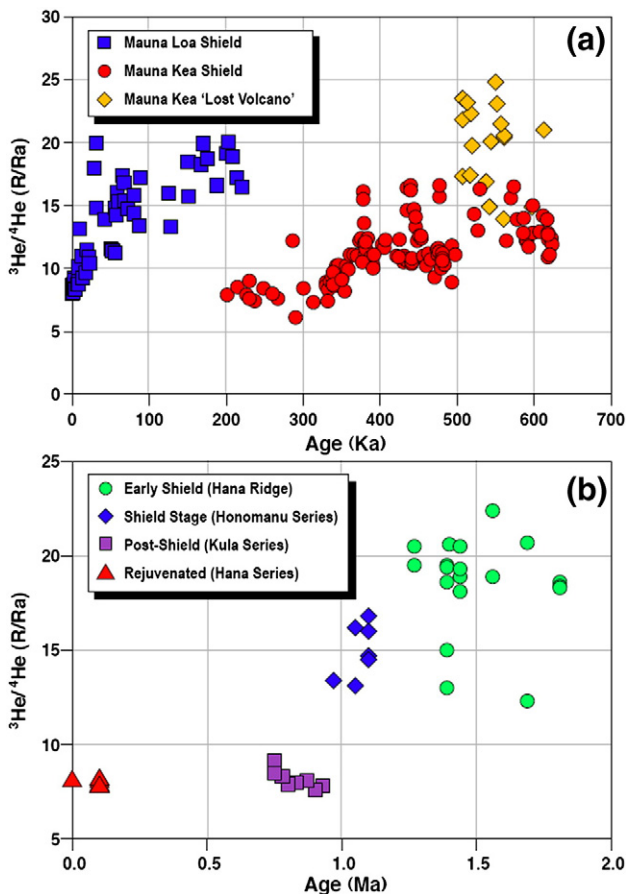 (a)
Mauna Loa Shield
Mauna Kea Shield
Mauna Kea ‘Lost Volcano’
³He/⁴He (R/Ra)
30
25
20
15
10
5
0
0 100 200 300 400 500 600 700
Age (Ka)
(b)
Early Shield (Hana Ridge)
Shield Stage (Honomanu Series)
Post-Shield (Kula Series)
Rejuvenated (Hana Series)
³He/⁴He (R/Ra)
25
20
15
10
5
0.0 0.5 1.0 1.5 2.0
Age (Ma)